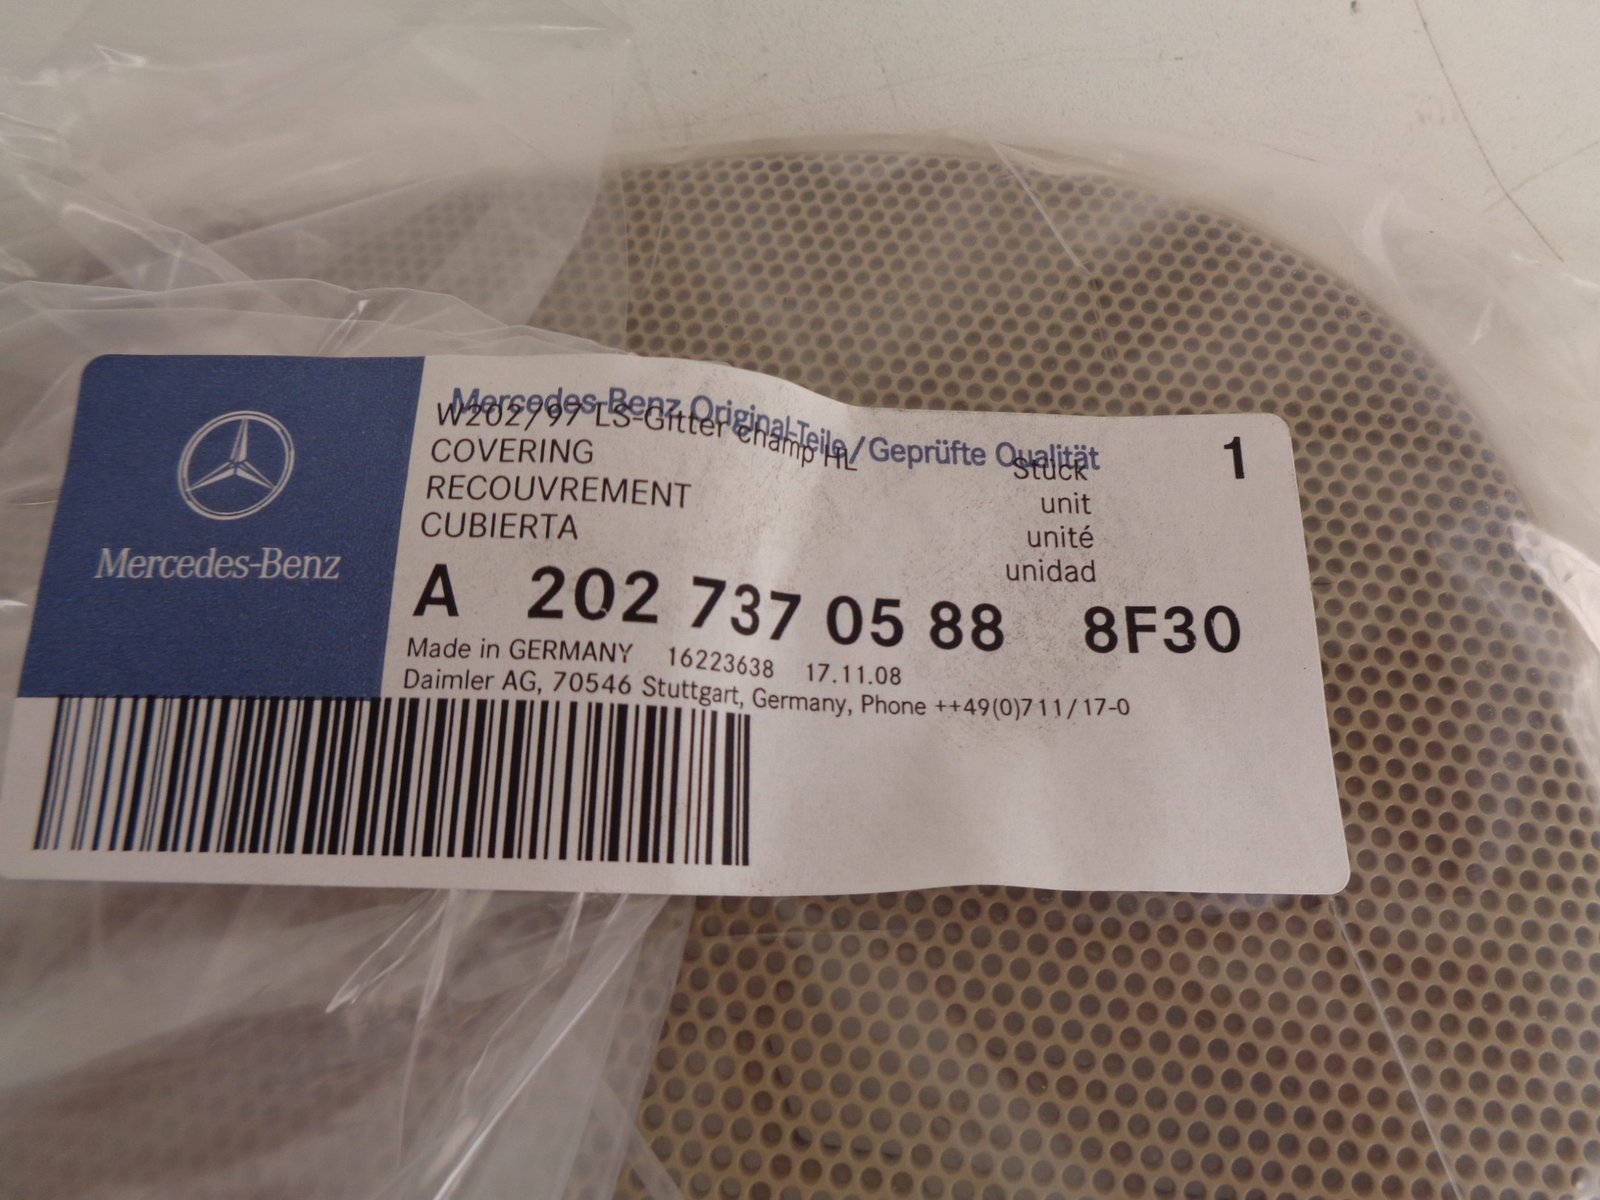 Mercedes-Benz
Mercedes-Benz Original-Teile/Geprüfte Qualität
W202/97 LS-Gitter champ HL
COVERING
RECOUVREMENT
CUBIERTA
Stück
unit
unité
unidad
1
A 202 737 05 88 8F30
Made in GERMANY 16223638 17.11.08
Daimler AG, 70546 Stuttgart, Germany, Phone ++49(0)711/17-0